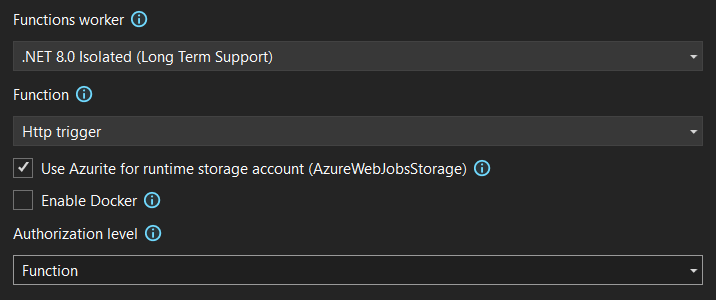 Functions worker
.NET 8.0 Isolated (Long Term Support)
Function
Http trigger
Use Azurite for runtime storage account (AzureWebJobsStorage)
Enable Docker
Authorization level
Function